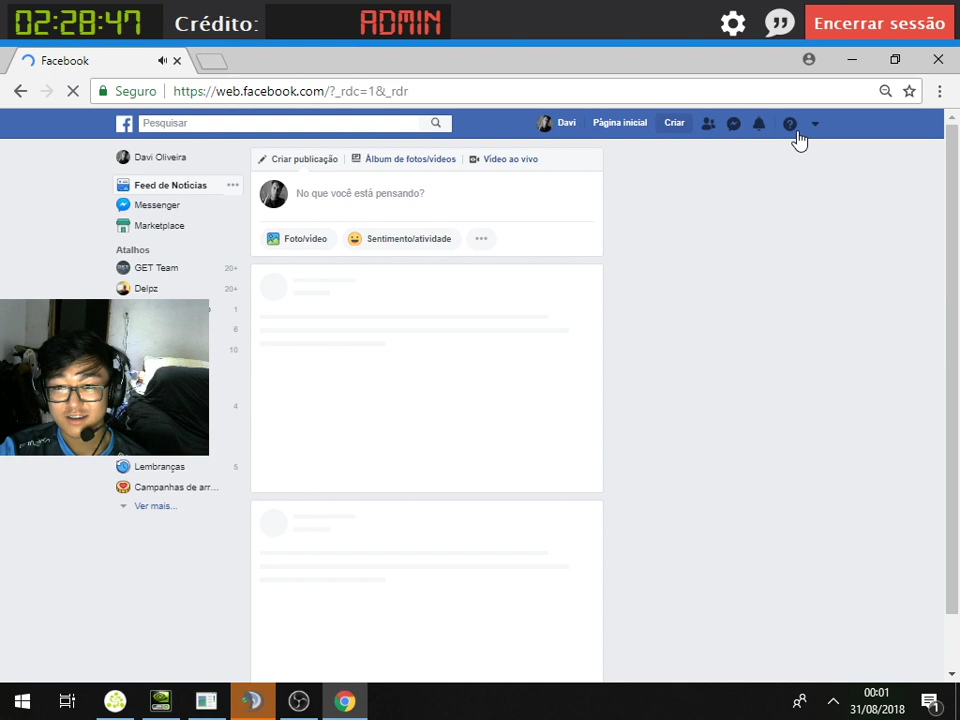 02:28:47
Crédito:
ADMIN
Encerrar sessão
Facebook
Seguro
https://web.facebook.com/?_rdc=1&_rdr
Pesquisar
Davi
Página inicial
Criar
Davi Oliveira
Feed de Notícias
Messenger
Marketplace
Atalhos
GET Team
20+
Delpz
20+
1
6
10
4
Lembranças
5
Campanhas de arr...
Ver mais...
Criar publicação
Álbum de fotos/vídeos
Vídeo ao vivo
No que você está pensando?
Foto/vídeo
Sentimento/atividade
00:01
31/08/2018
1